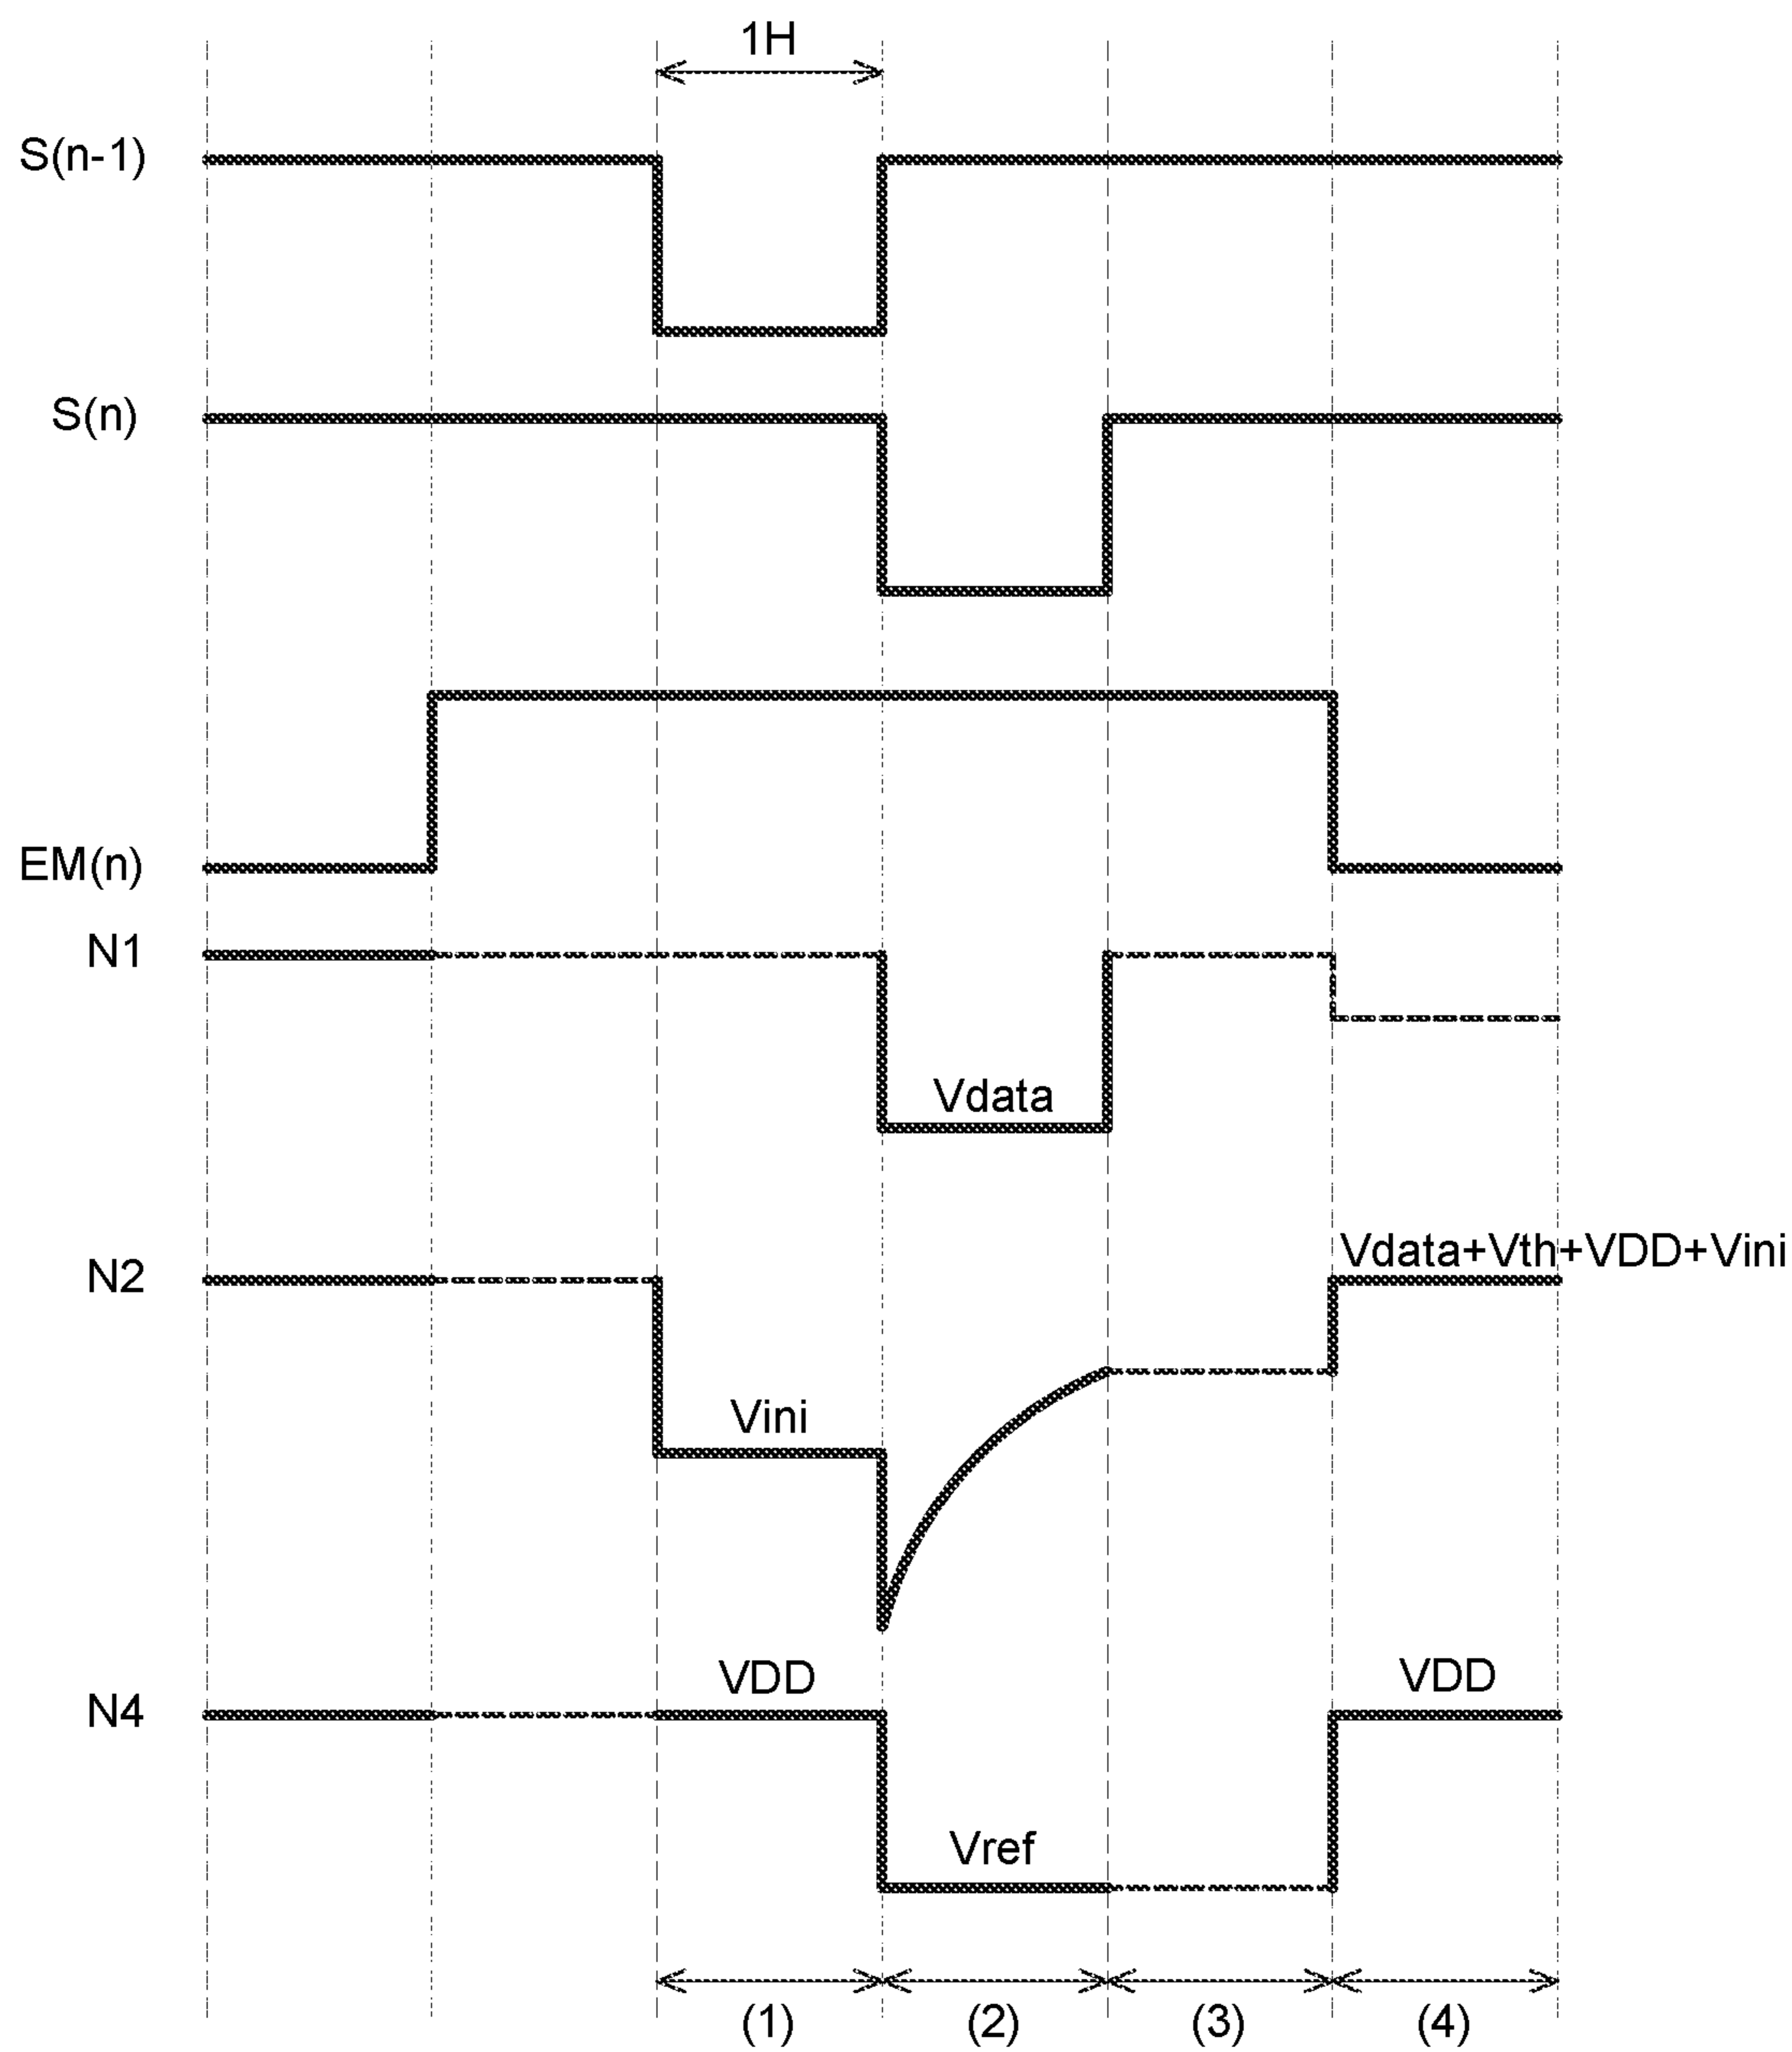 1H
S(n-1)
S(n)
EM(n)
N1
Vdata
Vdata+Vth+VDD+Vini
N2
Vini
VDD
VDD
N4
Vref
(1)
(2)
(3)
(4)